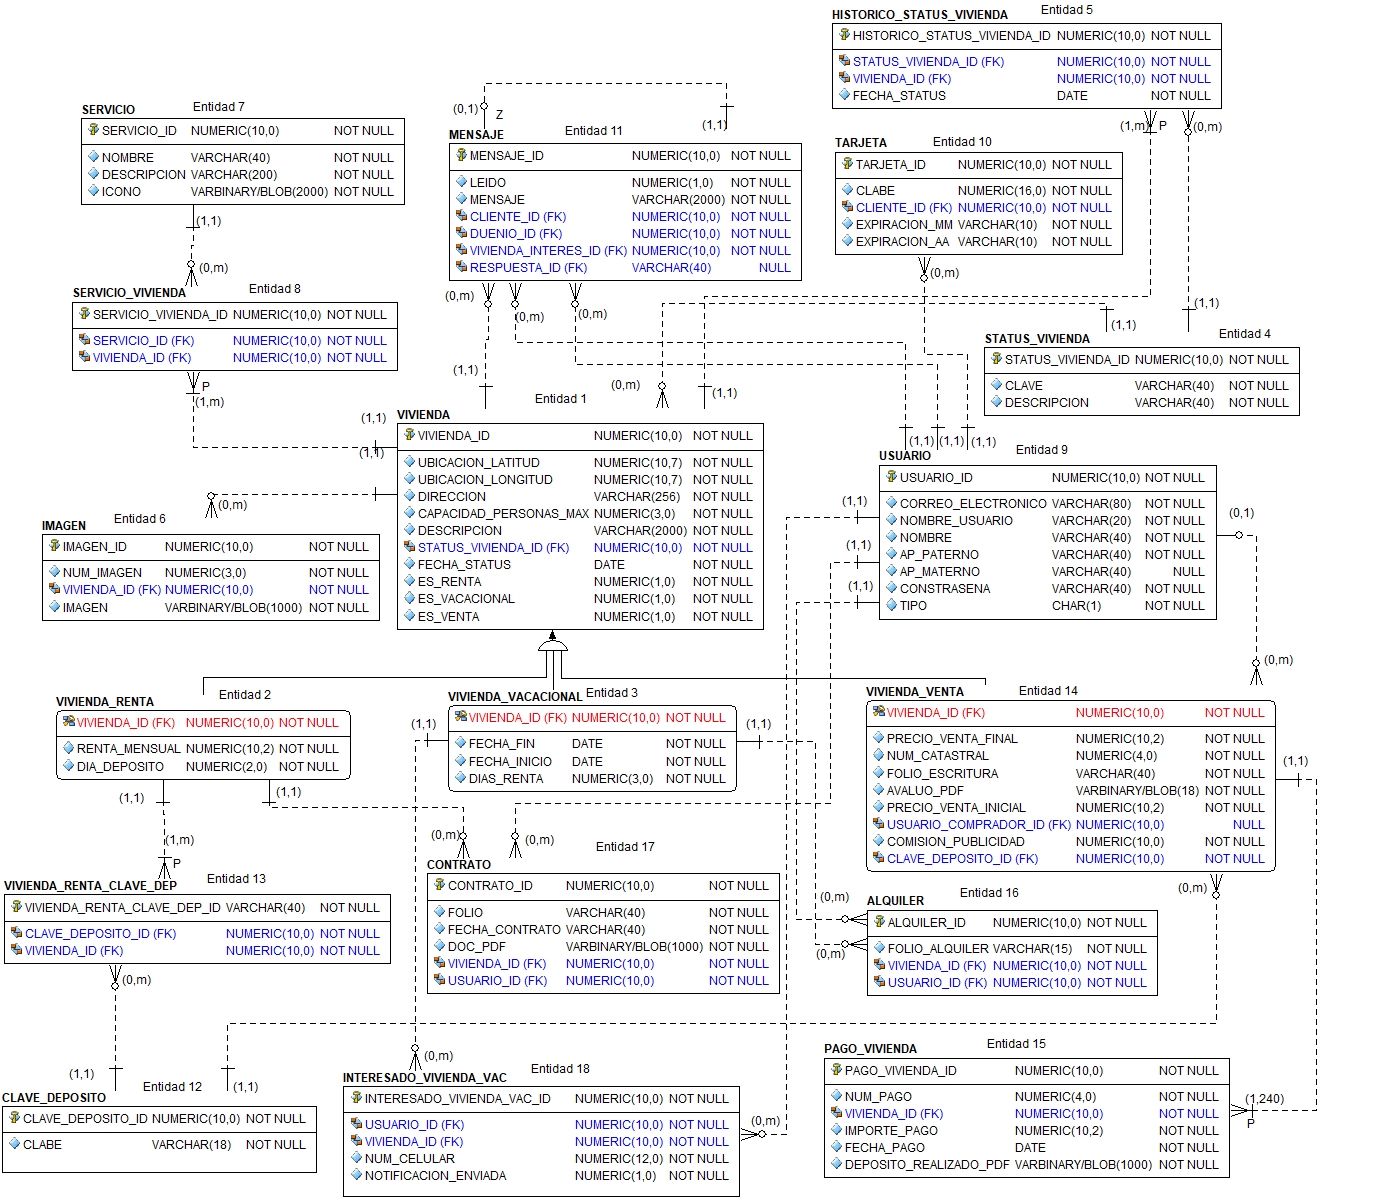 HISTORICO_STATUS_VIVIENDA Entidad 5
HISTORICO_STATUS_VIVIENDA_ID NUMERIC(10,0) NOT NULL
STATUS_VIVIENDA_ID (FK) NUMERIC(10,0) NOT NULL
VIVIENDA_ID (FK) NUMERIC(10,0) NOT NULL
FECHA_STATUS DATE NOT NULL
(1,m) P (0,m)
SERVICIO Entidad 7
SERVICIO_ID NUMERIC(10,0) NOT NULL
NOMBRE VARCHAR(40) NOT NULL
DESCRIPCION VARCHAR(200) NOT NULL
ICONO VARBINARY/BLOB(2000) NOT NULL
(1,1)
(0,m)
(0,1) Z (1,1)
MENSAJE Entidad 11
MENSAJE_ID NUMERIC(10,0) NOT NULL
LEIDO NUMERIC(1,0) NOT NULL
MENSAJE VARCHAR(2000) NOT NULL
CLIENTE_ID (FK) NUMERIC(10,0) NOT NULL
DUENIO_ID (FK) NUMERIC(10,0) NOT NULL
VIVIENDA_INTERES_ID (FK) NUMERIC(10,0) NOT NULL
RESPUESTA_ID (FK) VARCHAR(40) NULL
(0,m) (0,m) (0,m)
TARJETA Entidad 10
TARJETA_ID NUMERIC(10,0) NOT NULL
CLABE NUMERIC(16,0) NOT NULL
CLIENTE_ID (FK) NUMERIC(10,0) NOT NULL
EXPIRACION_MM VARCHAR(10) NOT NULL
EXPIRACION_AA VARCHAR(10) NOT NULL
(0,m)
SERVICIO_VIVIENDA Entidad 8
SERVICIO_VIVIENDA_ID NUMERIC(10,0) NOT NULL
SERVICIO_ID (FK) NUMERIC(10,0) NOT NULL
VIVIENDA_ID (FK) NUMERIC(10,0) NOT NULL
P
(1,m)
(1,1) (1,1)
STATUS_VIVIENDA Entidad 4
STATUS_VIVIENDA_ID NUMERIC(10,0) NOT NULL
CLAVE VARCHAR(40) NOT NULL
DESCRIPCION VARCHAR(40) NOT NULL
(1,1) (0,m) (1,1)
(1,1) (1,1)
VIVIENDA Entidad 1
VIVIENDA_ID NUMERIC(10,0) NOT NULL
UBICACION_LATITUD NUMERIC(10,7) NOT NULL
UBICACION_LONGITUD NUMERIC(10,7) NOT NULL
DIRECCION VARCHAR(256) NOT NULL
CAPACIDAD_PERSONAS_MAX NUMERIC(3,0) NOT NULL
DESCRIPCION VARCHAR(2000) NOT NULL
STATUS_VIVIENDA_ID (FK) NUMERIC(10,0) NOT NULL
FECHA_STATUS DATE NOT NULL
ES_RENTA NUMERIC(1,0) NOT NULL
ES_VACACIONAL NUMERIC(1,0) NOT NULL
ES_VENTA NUMERIC(1,0) NOT NULL
(0,m)
IMAGEN Entidad 6
IMAGEN_ID NUMERIC(10,0) NOT NULL
NUM_IMAGEN NUMERIC(3,0) NOT NULL
VIVIENDA_ID (FK) NUMERIC(10,0) NOT NULL
IMAGEN VARBINARY/BLOB(1000) NOT NULL
(1,1) (1,1) (1,1)
USUARIO Entidad 9
USUARIO_ID NUMERIC(10,0) NOT NULL
CORREO_ELECTRONICO VARCHAR(80) NOT NULL
NOMBRE_USUARIO VARCHAR(20) NOT NULL
NOMBRE VARCHAR(40) NOT NULL
AP_PATERNO VARCHAR(40) NOT NULL
AP_MATERNO VARCHAR(40) NULL
CONSTRASENA VARCHAR(40) NOT NULL
TIPO CHAR(1) NOT NULL
(1,1)
(1,1)
(1,1)
(0,1)
(0,m)
VIVIENDA_RENTA Entidad 2
VIVIENDA_ID (FK) NUMERIC(10,0) NOT NULL
RENTA_MENSUAL NUMERIC(10,2) NOT NULL
DIA_DEPOSITO NUMERIC(2,0) NOT NULL
(1,1) (1,1)
(1,m)
P
VIVIENDA_VACACIONAL Entidad 3
VIVIENDA_ID (FK) NUMERIC(10,0) NOT NULL
FECHA_FIN DATE NOT NULL
FECHA_INICIO DATE NOT NULL
DIAS_RENTA NUMERIC(3,0) NOT NULL
(1,1) (1,1)
(0,m) (0,m)
VIVIENDA_VENTA Entidad 14
VIVIENDA_ID (FK) NUMERIC(10,0) NOT NULL
PRECIO_VENTA_FINAL NUMERIC(10,2) NOT NULL
NUM_CATASTRAL NUMERIC(4,0) NOT NULL
FOLIO_ESCRITURA VARCHAR(40) NOT NULL
AVALUO_PDF VARBINARY/BLOB(18) NOT NULL
PRECIO_VENTA_INICIAL NUMERIC(10,2) NOT NULL
USUARIO_COMPRADOR_ID (FK) NUMERIC(10,0) NULL
COMISION_PUBLICIDAD NUMERIC(10,0) NOT NULL
CLAVE_DEPOSITO_ID (FK) NUMERIC(10,0) NOT NULL
(1,1)
(0,m)
VIVIENDA_RENTA_CLAVE_DEP Entidad 13
VIVIENDA_RENTA_CLAVE_DEP_ID VARCHAR(40) NOT NULL
CLAVE_DEPOSITO_ID (FK) NUMERIC(10,0) NOT NULL
VIVIENDA_ID (FK) NUMERIC(10,0) NOT NULL
(0,m)
CONTRATO Entidad 17
CONTRATO_ID NUMERIC(10,0) NOT NULL
FOLIO VARCHAR(40) NOT NULL
FECHA_CONTRATO VARCHAR(40) NOT NULL
DOC_PDF VARBINARY/BLOB(1000) NOT NULL
VIVIENDA_ID (FK) NUMERIC(10,0) NOT NULL
USUARIO_ID (FK) NUMERIC(10,0) NOT NULL
(0,m)
(0,m)
ALQUILER Entidad 16
ALQUILER_ID NUMERIC(10,0) NOT NULL
FOLIO_ALQUILER VARCHAR(15) NOT NULL
VIVIENDA_ID (FK) NUMERIC(10,0) NOT NULL
USUARIO_ID (FK) NUMERIC(10,0) NOT NULL
(1,1) (1,1)
CLAVE_DEPOSITO Entidad 12
CLAVE_DEPOSITO_ID NUMERIC(10,0) NOT NULL
CLABE VARCHAR(18) NOT NULL
(0,m)
INTERESADO_VIVIENDA_VAC Entidad 18
INTERESADO_VIVIENDA_VAC_ID NUMERIC(10,0) NOT NULL
USUARIO_ID (FK) NUMERIC(10,0) NOT NULL
VIVIENDA_ID (FK) NUMERIC(10,0) NOT NULL
NUM_CELULAR NUMERIC(12,0) NOT NULL
NOTIFICACION_ENVIADA NUMERIC(1,0) NOT NULL
(0,m)
PAGO_VIVIENDA Entidad 15
PAGO_VIVIENDA_ID NUMERIC(10,0) NOT NULL
NUM_PAGO NUMERIC(4,0) NOT NULL
VIVIENDA_ID (FK) NUMERIC(10,0) NOT NULL
IMPORTE_PAGO NUMERIC(10,2) NOT NULL
FECHA_PAGO DATE NOT NULL
DEPOSITO_REALIZADO_PDF VARBINARY/BLOB(1000) NOT NULL
(1,240)
P